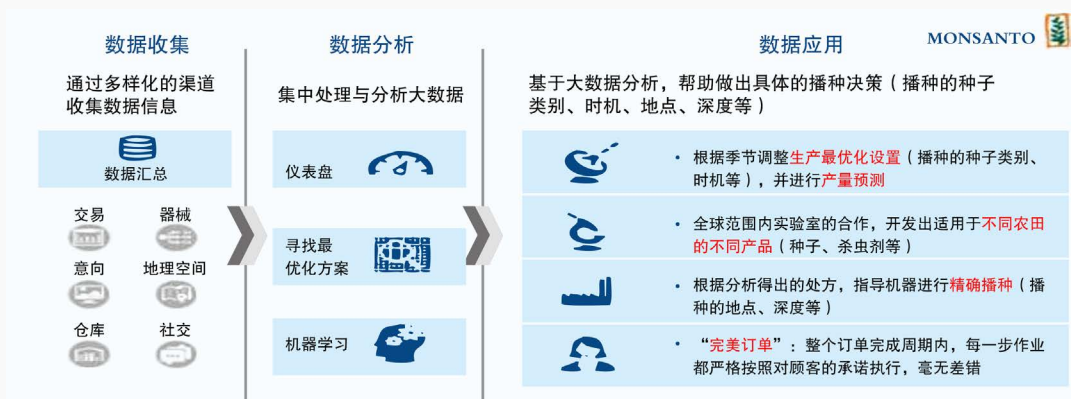 数据收集
通过多样化的渠道
收集数据信息
数据汇总
交易
器械
意向
地理空间
仓库
社交
数据分析
集中处理与分析大数据
仪表盘
寻找最
优化方案
机器学习
数据应用
MONSANTO
基于大数据分析，帮助做出具体的播种决策（播种的种子
类别、时机、地点、深度等）
• 根据季节调整生产最优化设置（播种的种子类别、
时机等），并进行产量预测
• 全球范围内实验室的合作，开发出适用于不同农田
的不同产品（种子、杀虫剂等）
• 根据分析得出的处方，指导机器进行精确播种（播
种的地点、深度等）
• “完美订单”：整个订单完成周期内，每一步作业
都严格按照对顾客的承诺执行，毫无差错